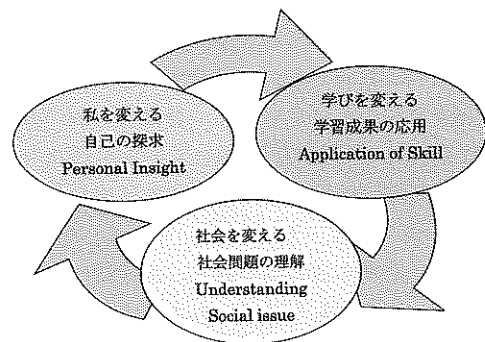 私を変える
自己の探求
Personal Insight
学びを変える
学習成果の応用
Application of Skill
社会を変える
社会問題の理解
Understanding
Social issue